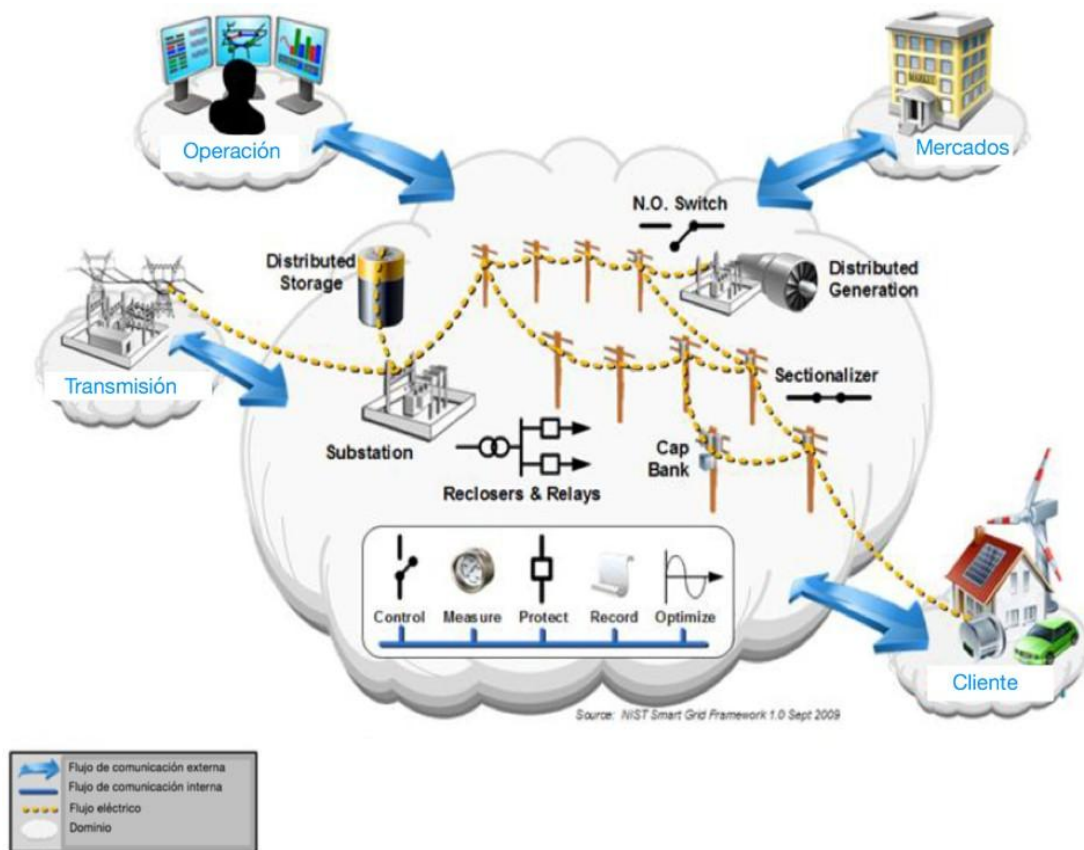 Operación
MARKET
Mercados
N.O. Switch
Distributed
Storage
Distributed
Generation
Transmisión
Sectionalizer
Substation
Cap
Bank
Reclosers & Relays
Control
Measure
Protect
Record
Optimize
Cliente
Source: NIST Smart Grid Framework 1.0 Sept 2009
Flujo de comunicación externa
Flujo de comunicación interna
Flujo eléctrico
Dominio